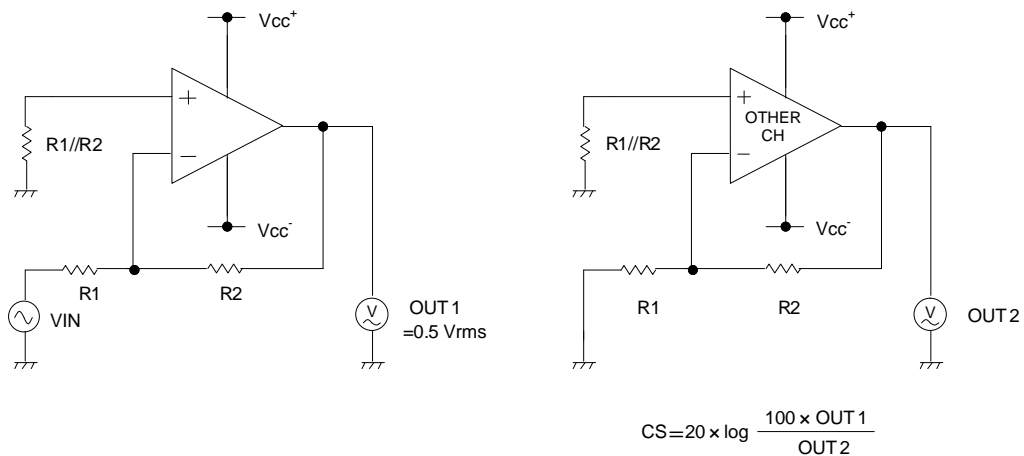 Vcc+
R1//R2
+
−
Vcc-
R1
R2
VIN
V
OUT 1
=0.5 Vrms
Vcc+
R1//R2
+
OTHER
CH
−
Vcc-
R1
R2
V
OUT 2
CS=20 × log 100 × OUT 1
OUT 2